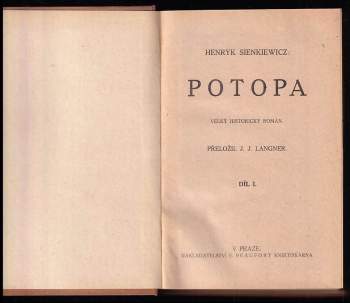 HENRYK SIENKIEWICZ:
POTOPA
VELKÝ HISTORICKÝ ROMÁN.
PŘELOŽIL J. J. LANGNER.
DÍL I.
V PRAZE.
NAKLADATELSTVÍ E. BEAUFORT KNIHTISKÁRNA